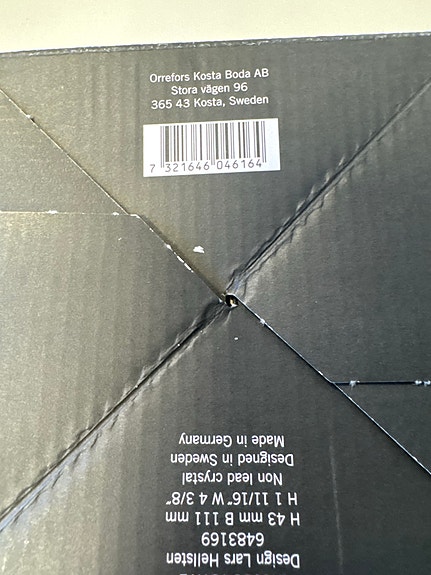 Orrefors Kosta Boda AB
Stora vägen 96
365 43 Kosta, Sweden
7 321646 046164
Design Lars Hellsten
6483169
H 43 mm B 111 mm
H 1 11/16" W 4 3/8"
Non lead crystal
Designed in Sweden
Made in Germany